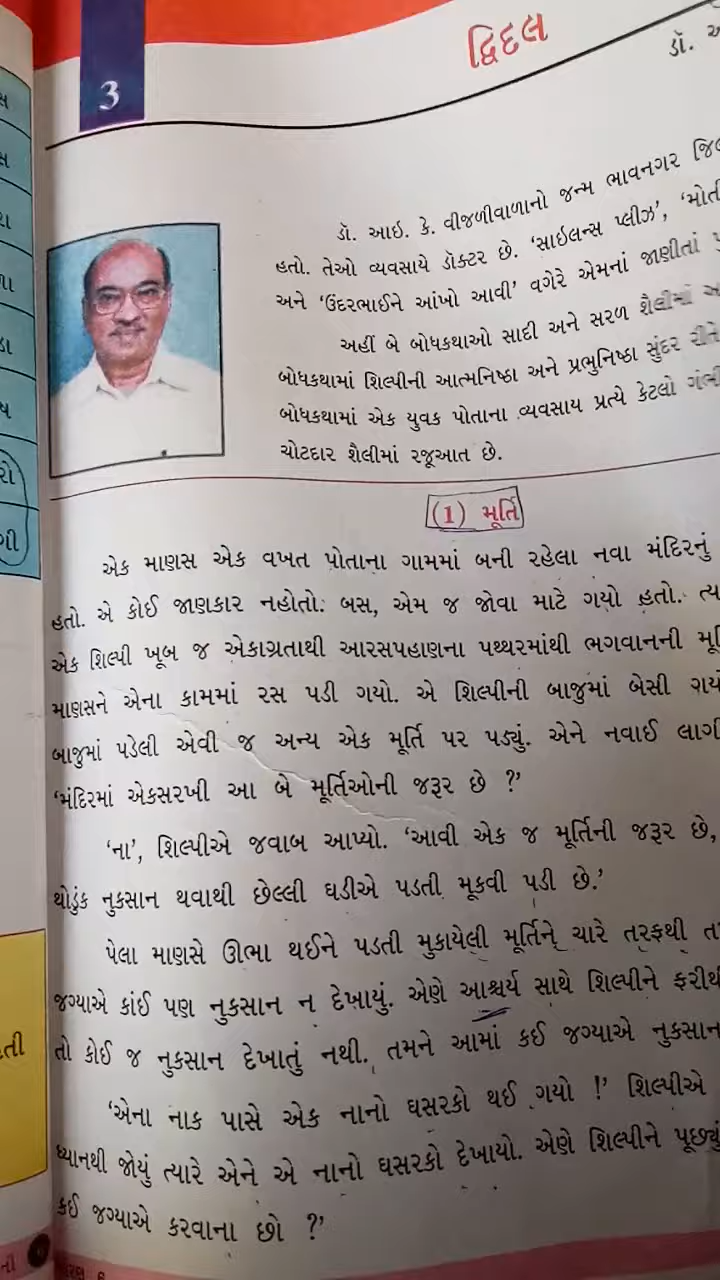 3
દ્વિદલ
ડૉ.
ડૉ. આઇ. કે. વીજળીવાળાનો જન્મ ભાવનગર
હતો. તેઓ વ્યવસાયે ડૉક્ટર છે. ‘સાઇલન્સ પ્લીઝ’,
અને ‘ઉંદરભાઈને આંખો આવી’ વગેરે એમનાં જાણીતાં
અહીં બે બોધકથાઓ સાદી અને સરળ શૈલીમાં
બોધકથામાં શિલ્પીની આત્મનિષ્ઠા અને પ્રભુનિષ્ઠા સુંદર રીતે
બોધકથામાં એક યુવક પોતાના વ્યવસાય પ્રત્યે કેટલો
ચોટદાર શૈલીમાં રજૂઆત છે.
(1) મૂર્તિ
એક માણસ એક વખત પોતાના ગામમાં બની રહેલા નવા મંદિરનું
હતો. એ કોઈ જાણકાર નહોતો. બસ, એમ જ જોવા માટે ગયો હતો.
એક શિલ્પી ખૂબ જ એકાગ્રતાથી આરસપહાણના પથ્થરમાંથી ભગવાનની
માણસને એના કામમાં રસ પડી ગયો. એ શિલ્પીની બાજુમાં બેસી
બાજુમાં પડેલી એવી જ અન્ય એક મૂર્તિ પર પડ્યું. એને નવાઈ
‘મંદિરમાં એકસરખી આ બે મૂર્તિઓની જરૂર છે ?’
‘ના’, શિલ્પીએ જવાબ આપ્યો. ‘આવી એક જ મૂર્તિની જરૂર છે,
થોડુંક નુકસાન થવાથી છેલ્લી ઘડીએ પડતી મૂકવી પડી છે.’
પેલા માણસે ઊભા થઈને પડતી મુકાયેલી મૂર્તિને ચારે તરફથી
જગ્યાએ કાંઈ પણ નુકસાન ન દેખાયું. એણે આશ્ચર્ય સાથે શિલ્પીને
તો કોઈ જ નુકસાન દેખાતું નથી. તમને આમાં કઈ જગ્યાએ નુકસાન
‘એના નાક પાસે એક નાનો ઘસરકો થઈ ગયો !’ શિલ્પીએ
ધ્યાનથી જોયું ત્યારે એને એ નાનો ઘસરકો દેખાયો. એણે શિલ્પીને પૂછ્યું
કઈ જગ્યાએ કરવાના છો ?’